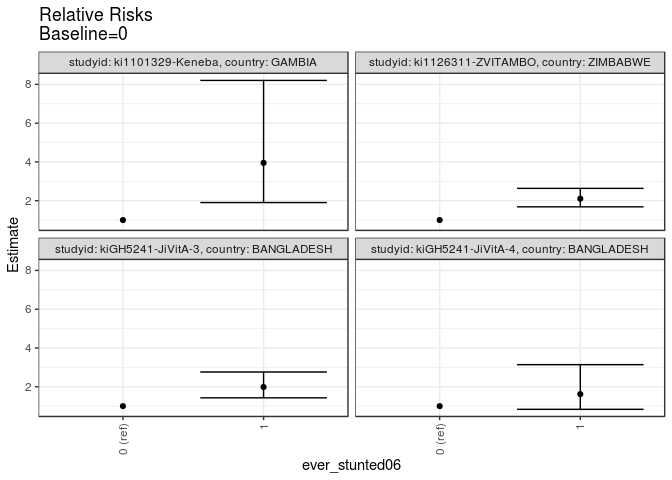 Relative Risks
Baseline=0
studyid: ki1101329-Keneba, country: GAMBIA
studyid: ki1126311-ZVITAMBO, country: ZIMBABWE
8
6
4
2
Estimate
studyid: kiGH5241-JiVitA-3, country: BANGLADESH
studyid: kiGH5241-JiVitA-4, country: BANGLADESH
8
6
4
2
0 (ref)
1
0 (ref)
1
ever_stunted06